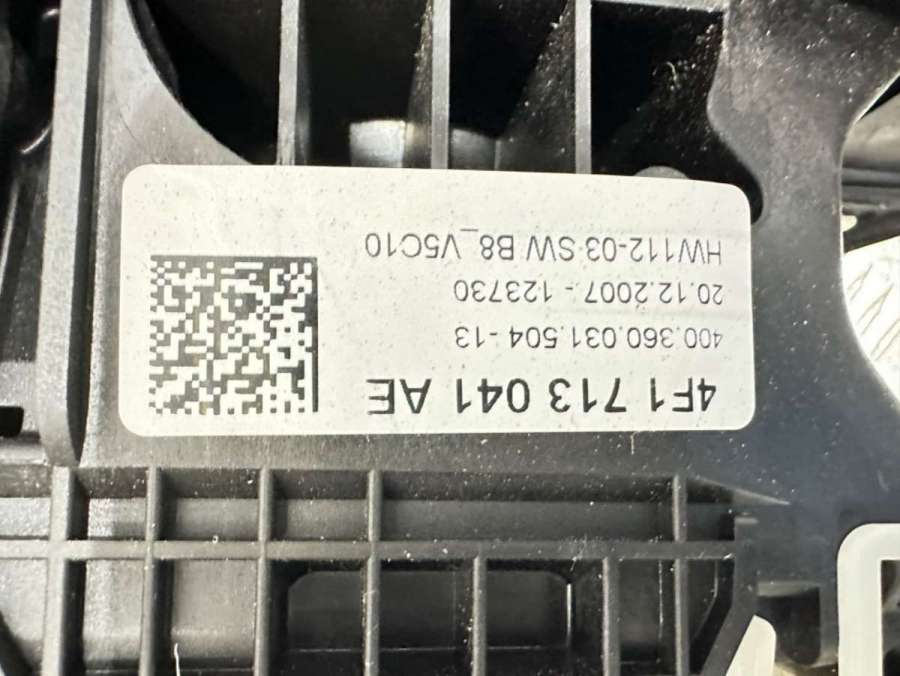 4F1 713 041 AE
400.360.031.504 -13
20.12.2007 - 123730
HW112-03 SW B8_V5C10